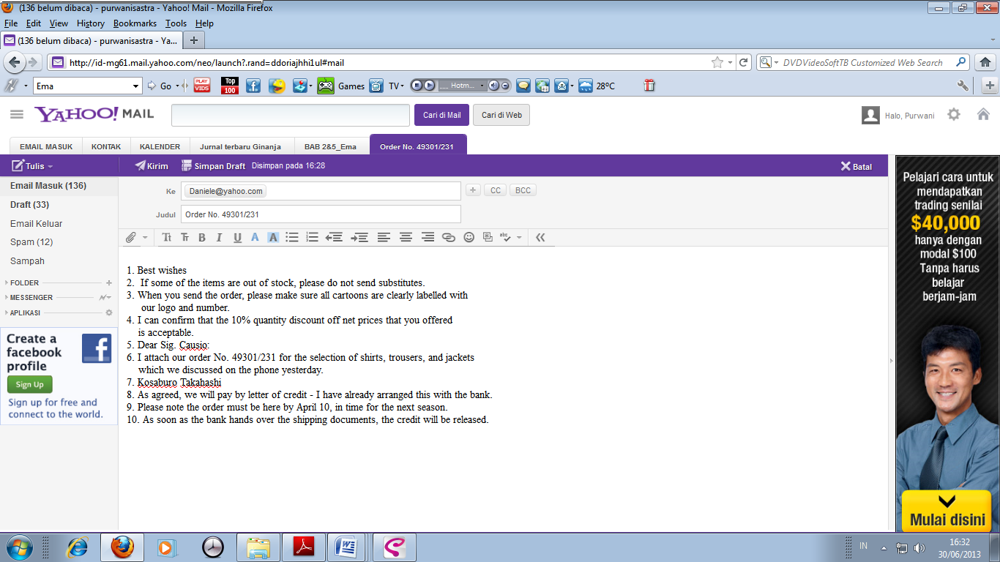 (136 belum dibaca) - purwanisastra - Yahoo! Mail - Mozilla Firefox
File Edit View History Bookmarks Tools Help
(136 belum dibaca) - purwanisastra - Ya...
http://id-mg61.mail.yahoo.com/neo/launch?.rand=ddoriajhhi1ul#mail
DVDVideoSoftTB Customized Web Search
Ema Go PLAY VIDS Top 100 Games TV ..... Hotm... 28°C
YAHOO! MAIL Cari di Mail Cari di Web Halo, Purwani
EMAIL MASUK KONTAK KALENDER Jurnal terbaru Ginanja BAB 2&5_Ema Order No. 49301/231
Tulis Kirim Simpan Draft Disimpan pada 16:28 Batal
Email Masuk (136)
Draft (33)
Email Keluar
Spam (12)
Sampah
FOLDER
MESSENGER
APLIKASI
Create a
facebook
profile
Sign Up
Sign up for free and
connect to the world.
Ke Daniele@yahoo.com + CC BCC
Judul Order No. 49301/231
1. Best wishes
2. If some of the items are out of stock, please do not send substitutes.
3. When you send the order, please make sure all cartoons are clearly labelled with
our logo and number.
4. I can confirm that the 10% quantity discount off net prices that you offered
is acceptable.
5. Dear Sig. Causio:
6. I attach our order No. 49301/231 for the selection of shirts, trousers, and jackets
which we discussed on the phone yesterday.
7. Kosaburo Takahashi
8. As agreed, we will pay by letter of credit - I have already arranged this with the bank.
9. Please note the order must be here by April 10, in time for the next season.
10. As soon as the bank hands over the shipping documents, the credit will be released.
Pelajari cara untuk
mendapatkan
trading senilai
$40,000
hanya dengan
modal $100
Tanpa harus
belajar
berjam-jam
Mulai disini
IN
16:32
30/06/2013